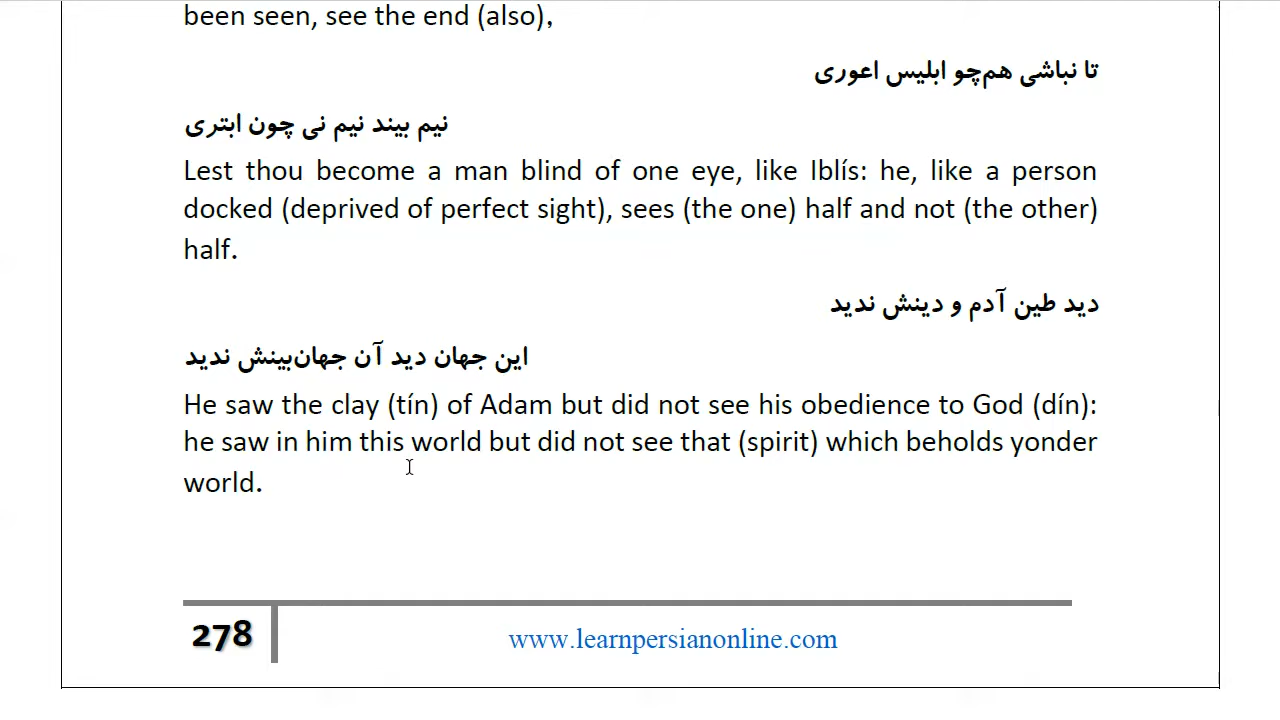 been seen, see the end (also),
تا نباشی هم‌چو ابلیس اعوری
نیم بیند نیم نی چون ابتری
Lest thou become a man blind of one eye, like Iblís: he, like a person
docked (deprived of perfect sight), sees (the one) half and not (the other)
half.
دید طین آدم و دینش ندید
این جهان دید آن جهان‌بینش ندید
He saw the clay (tín) of Adam but did not see his obedience to God (dín):
he saw in him this world but did not see that (spirit) which beholds yonder
world.
278
www.learnpersianonline.com